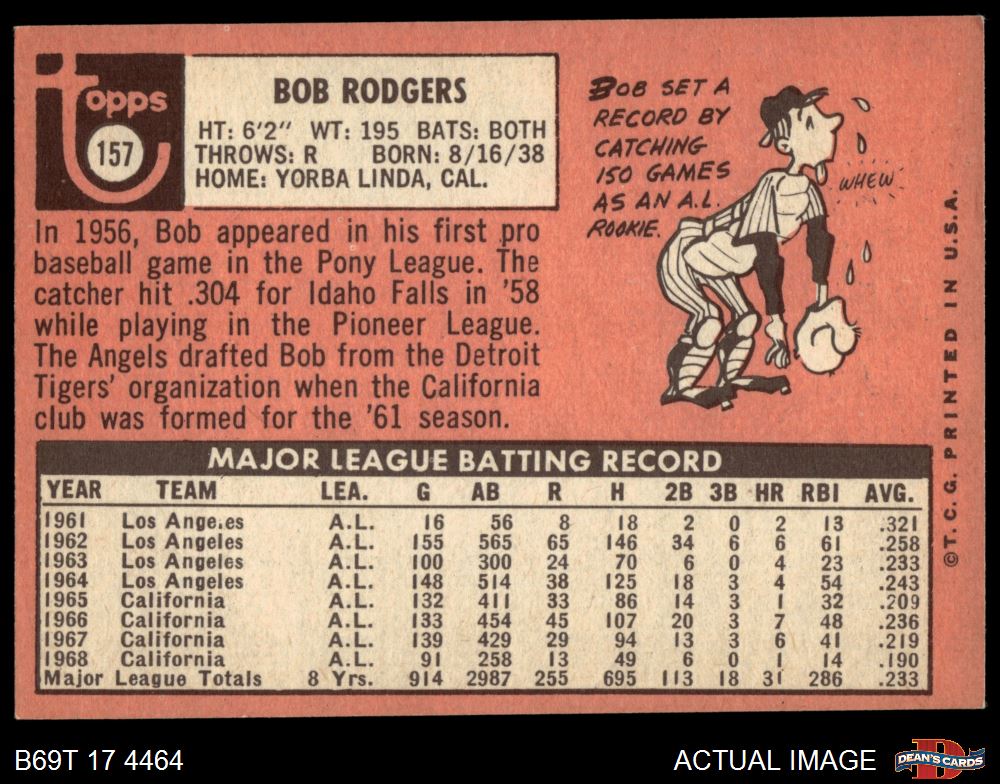 Topps
157
BOB RODGERS
HT: 6'2" WT: 195 BATS: BOTH
THROWS: R BORN: 8/16/38
HOME: YORBA LINDA, CAL.
In 1956, Bob appeared in his first pro
baseball game in the Pony League. The
catcher hit .304 for Idaho Falls in '58
while playing in the Pioneer League.
The Angels drafted Bob from the Detroit
Tigers' organization when the California
club was formed for the '61 season.
BOB SET A
RECORD BY
CATCHING
150 GAMES
AS AN A.L.
ROOKIE.
WHEW
MAJOR LEAGUE BATTING RECORD
YEAR TEAM LEA. G AB R H 2B 3B HR RBI AVG.
1961 Los Angeles A.L. 16 56 8 18 2 0 2 13 .321
1962 Los Angeles A.L. 155 565 65 146 34 6 6 61 .258
1963 Los Angeles A.L. 100 300 24 70 6 0 4 23 .233
1964 Los Angeles A.L. 148 514 38 125 18 3 4 54 .243
1965 California A.L. 132 411 33 86 14 3 1 32 .209
1966 California A.L. 133 454 45 107 20 3 7 48 .236
1967 California A.L. 139 429 29 94 13 3 6 41 .219
1968 California A.L. 91 258 13 49 6 0 1 14 .190
Major League Totals 8 Yrs. 914 2987 255 695 113 18 31 286 .233
©T.C.G. PRINTED IN U.S.A.
B69T 17 4464
ACTUAL IMAGE
D
DEAN'S CARDS